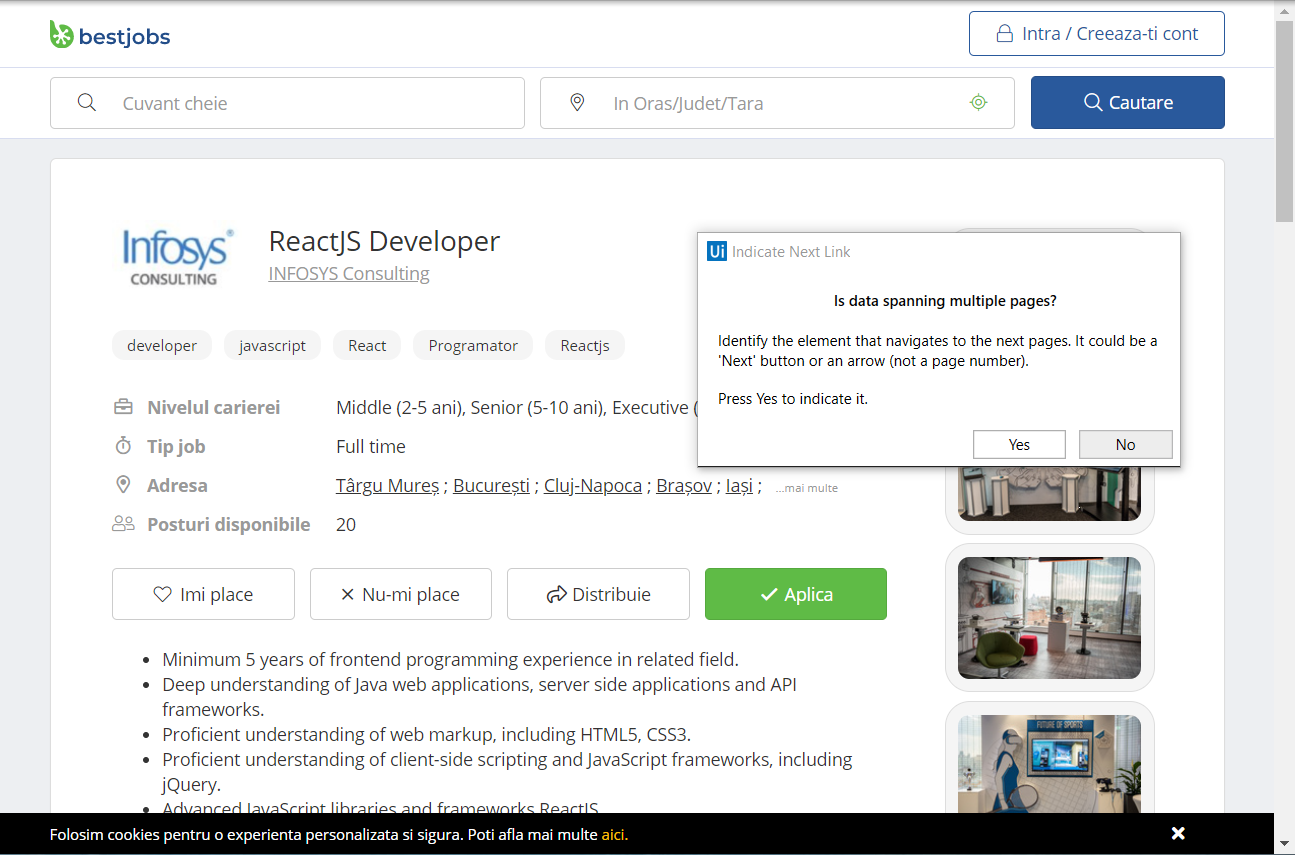 bestjobs
Intra / Creeaza-ti cont
Cuvant cheie
In Oras/Judet/Tara
Cautare
Infosys®
CONSULTING
ReactJS Developer
INFOSYS Consulting
developer
javascript
React
Programator
Reactjs
Nivelul carierei Middle (2-5 ani), Senior (5-10 ani), Executive (
Tip job Full time
Adresa Târgu Mureș ; București ; Cluj-Napoca ; Brașov ; Iași ; ...mai multe
Posturi disponibile 20
Ui Indicate Next Link
Is data spanning multiple pages?
Identify the element that navigates to the next pages. It could be a
'Next' button or an arrow (not a page number).
Press Yes to indicate it.
Yes
No
Imi place
Nu-mi place
Distribuie
Aplica
Minimum 5 years of frontend programming experience in related field.
Deep understanding of Java web applications, server side applications and API
frameworks.
Proficient understanding of web markup, including HTML5, CSS3.
Proficient understanding of client-side scripting and JavaScript frameworks, including
jQuery.
Advanced JavaScript libraries and frameworks ReactJS
FUTURE OF SPORTS
Folosim cookies pentru o experienta personalizata si sigura. Poti afla mai multe aici.